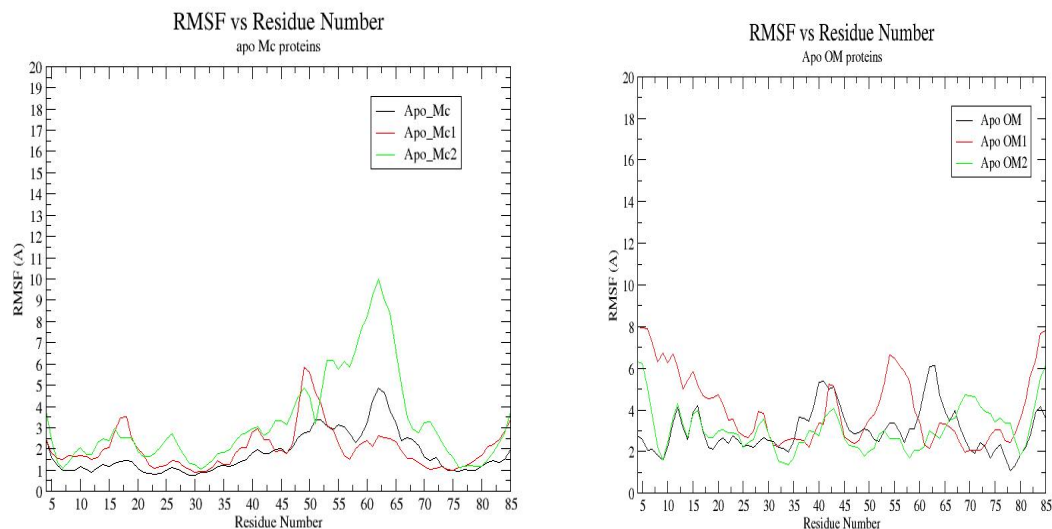 RMSF vs Residue Number
apo Mc proteins
20
19
18
17
16
15
14
13
12
11
10
9
8
7
6
5
4
3
2
1
0
RMSF (A)
Apo_Mc
Apo_Mc1
Apo_Mc2
5 10 15 20 25 30 35 40 45 50 55 60 65 70 75 80 85
Residue Number
RMSF vs Residue Number
Apo OM proteins
20
18
16
14
12
10
8
6
4
2
0
RMSF (A)
Apo OM
Apo OM1
Apo OM2
5 10 15 20 25 30 35 40 45 50 55 60 65 70 75 80 85
Residue Number